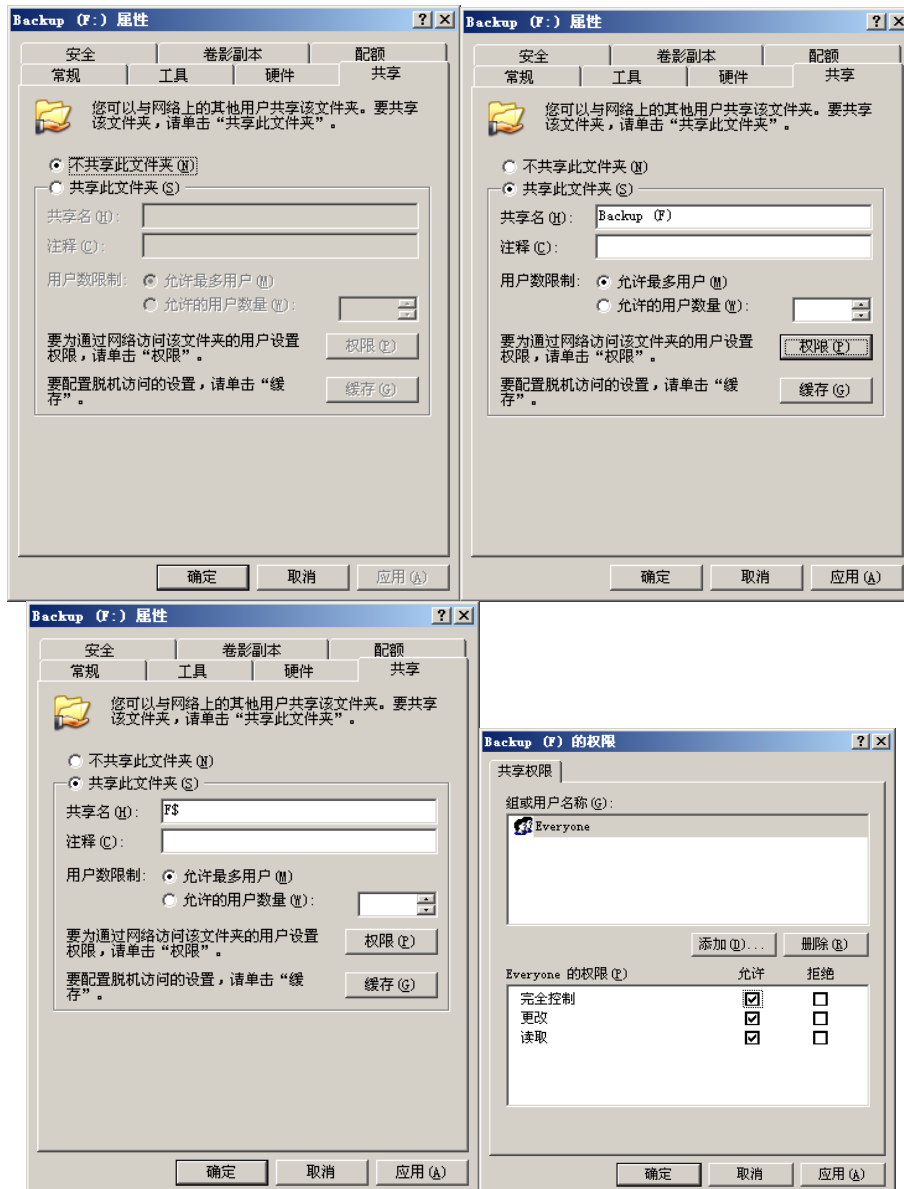 Backup (F:) 属性
安全 卷影副本 配额
常规 工具 硬件 共享
您可以与网络上的其他用户共享该文件夹。要共享
该文件夹，请单击“共享此文件夹”。
不共享此文件夹(N)
共享此文件夹(S)
共享名(H):
注释(C):
用户数限制: 允许最多用户(M)
允许的用户数量(W):
要为通过网络访问该文件夹的用户设置
权限，请单击“权限”。
权限(P)
要配置脱机访问的设置，请单击“缓
存”。
缓存(G)
确定 取消 应用(A)
Backup (F:) 属性
安全 卷影副本 配额
常规 工具 硬件 共享
您可以与网络上的其他用户共享该文件夹。要共享
该文件夹，请单击“共享此文件夹”。
不共享此文件夹(N)
共享此文件夹(S)
共享名(H): Backup (F)
注释(C):
用户数限制: 允许最多用户(M)
允许的用户数量(W):
要为通过网络访问该文件夹的用户设置
权限，请单击“权限”。
权限(P)
要配置脱机访问的设置，请单击“缓
存”。
缓存(G)
确定 取消 应用(A)
Backup (F:) 属性
安全 卷影副本 配额
常规 工具 硬件 共享
您可以与网络上的其他用户共享该文件夹。要共享
该文件夹，请单击“共享此文件夹”。
不共享此文件夹(N)
共享此文件夹(S)
共享名(H): F$
注释(C):
用户数限制: 允许最多用户(M)
允许的用户数量(W):
要为通过网络访问该文件夹的用户设置
权限，请单击“权限”。
权限(P)
要配置脱机访问的设置，请单击“缓
存”。
缓存(G)
确定 取消 应用(A)
Backup (F) 的权限
共享权限
组或用户名称(G):
Everyone
添加(D)... 删除(R)
Everyone 的权限(P) 允许 拒绝
完全控制
更改
读取
确定 取消 应用(A)